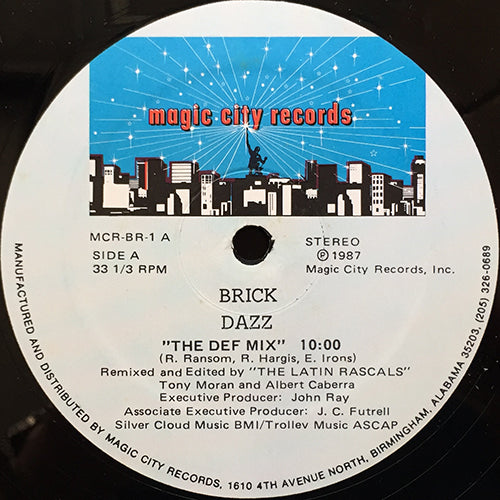 magic city records
MCR-BR-1 A
SIDE A
33 1/3 RPM
STEREO
Ⓟ 1987
Magic City Records, Inc.
BRICK
DAZZ
"THE DEF MIX" 10:00
(R. Ransom, R. Hargis, E. Irons)
Remixed and Edited by "THE LATIN RASCALS"
Tony Moran and Albert Caberra
Executive Producer: John Ray
Associate Executive Producer: J. C. Futrell
Silver Cloud Music BMI/Trollev Music ASCAP
MANUFACTURED AND DISTRIBUTED BY MAGIC CITY RECORDS, 1610 4TH AVENUE NORTH, BIRMINGHAM, ALABAMA 35203, (205) 326-0689